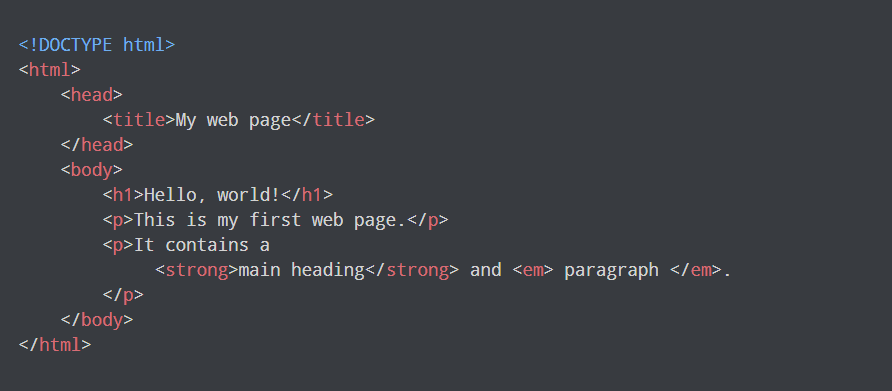 <!DOCTYPE html>
<html>
    <head>
        <title>My web page</title>
    </head>
    <body>
        <h1>Hello, world!</h1>
        <p>This is my first web page.</p>
        <p>It contains a
             <strong>main heading</strong> and <em> paragraph </em>.
        </p>
    </body>
</html>